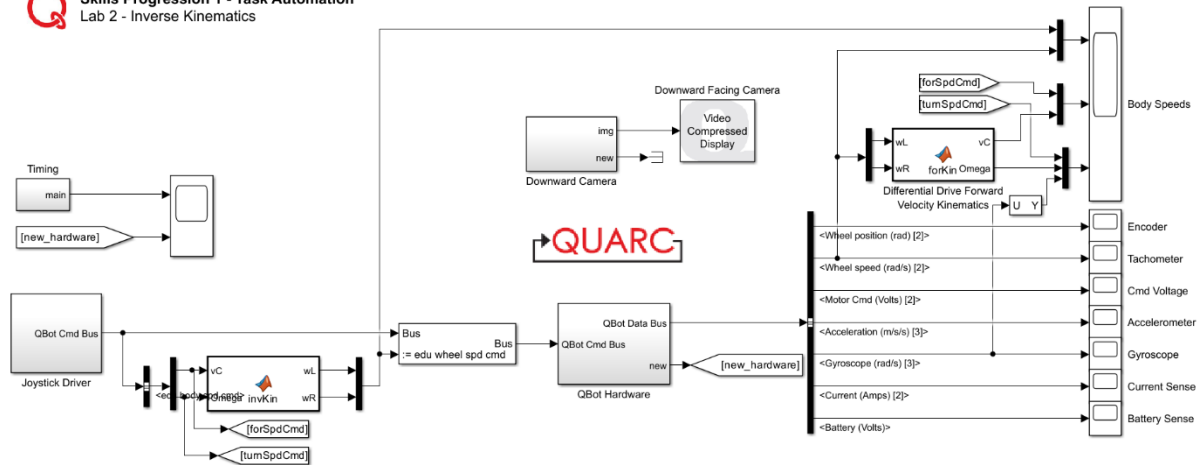 Skills Progression 1 - Task Automation
Lab 2 - Inverse Kinematics
Timing
main
[new_hardware]
Downward Facing Camera
img
new
Video
Compressed
Display
Downward Camera
[forSpdCmd]
[turnSpdCmd]
Body Speeds
wL
wR
forKin
vC
Omega
Differential Drive Forward
Velocity Kinematics
U Y
QUARC
<Wheel position (rad) [2]>
Encoder
<Wheel speed (rad/s) [2]>
Tachometer
<Motor Cmd (Volts) [2]>
Cmd Voltage
<Acceleration (m/s/s) [3]>
Accelerometer
<Gyroscope (rad/s) [3]>
Gyroscope
<Current (Amps) [2]>
Current Sense
<Battery (Volts)>
Battery Sense
QBot Cmd Bus
Joystick Driver
<edu body spd cmd>
vC
Omega
invKin
wL
wR
[forSpdCmd]
[turnSpdCmd]
Bus
:= edu wheel spd cmd
Bus
QBot Cmd Bus
QBot Data Bus
new
QBot Hardware
[new_hardware]